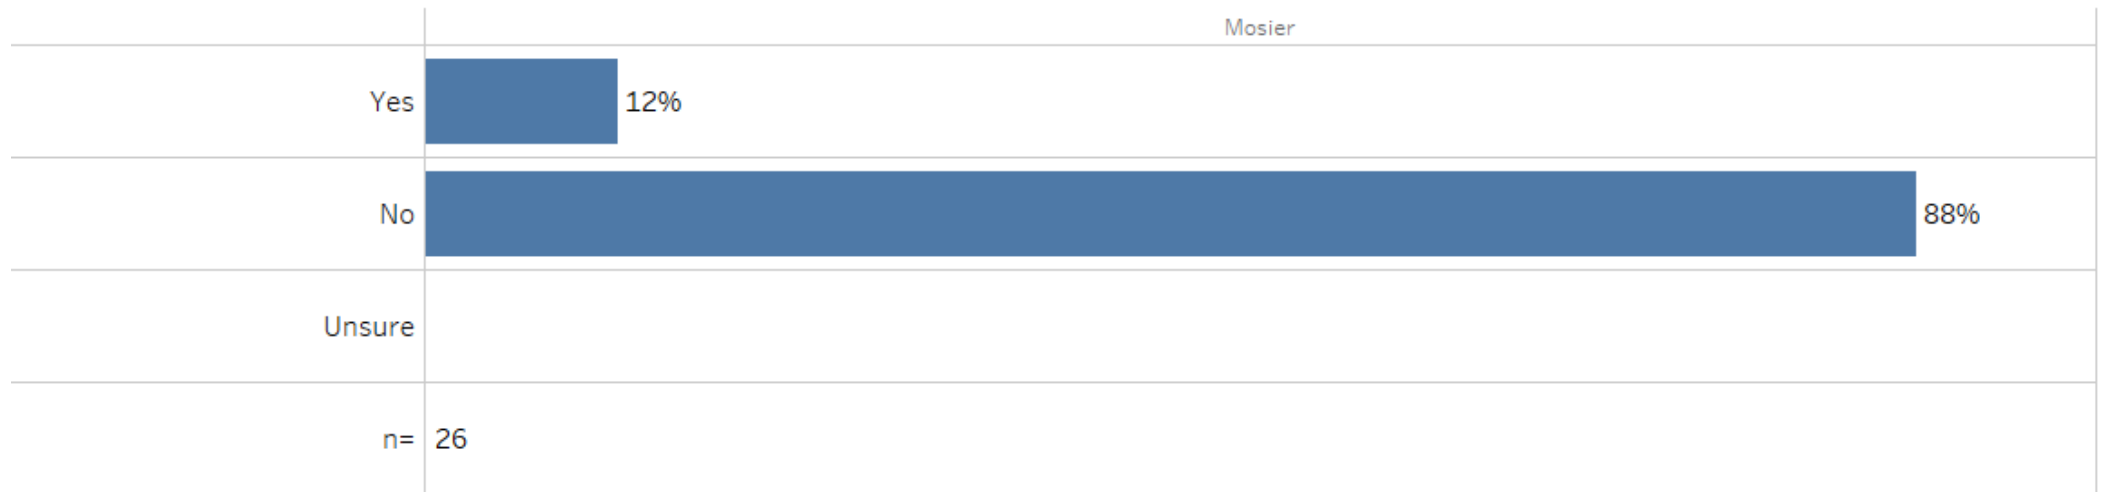 Mosier
Yes 12%
No 88%
Unsure
n= 26